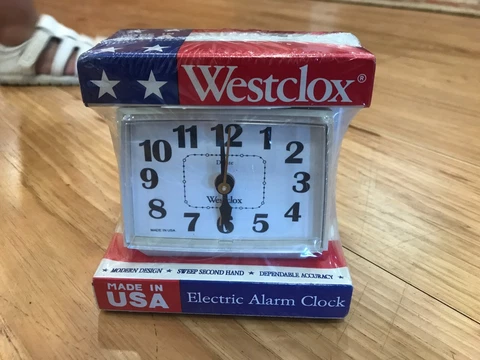 Westclox®
11 12 1
10 2
9 3
8 4
7 6 5
Westclox
MADE IN USA
★ MODERN DESIGN ★ SWEEP SECOND HAND ★ DEPENDABLE ACCURACY ★
MADE IN
USA
Electric Alarm Clock